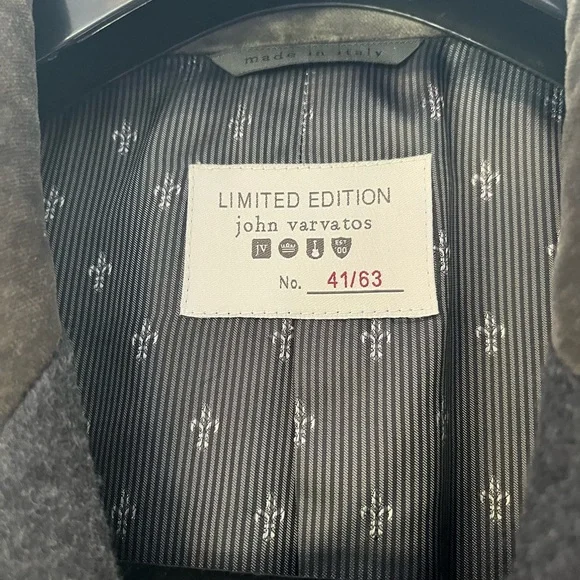 made in italy
LIMITED EDITION
john varvatos
jv
EST
00
No. 41/63